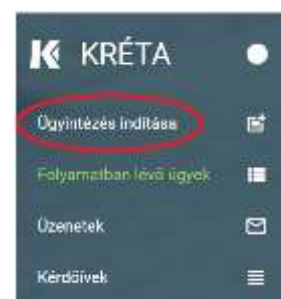 KRÉTA
Ügyintézés indítása
Folyamatban lévő ügyek
Üzenetek
Kérdőívek